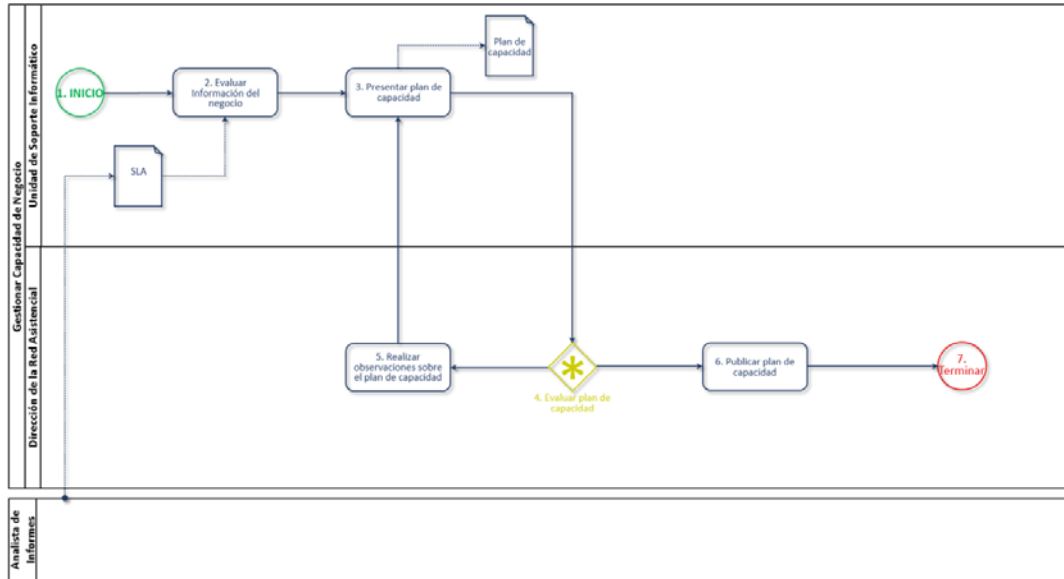 Gestionar Capacidad de Negocio
Unidad de Soporte Informático
1. INICIO
2. Evaluar
Información del
negocio
3. Presentar plan de
capacidad
Plan de
capacidad
SLA
Dirección de la Red Asistencial
5. Realizar
observaciones sobre
el plan de capacidad
4. Evaluar plan de
capacidad
6. Publicar plan de
capacidad
7.
Terminar
Analista de
Informes